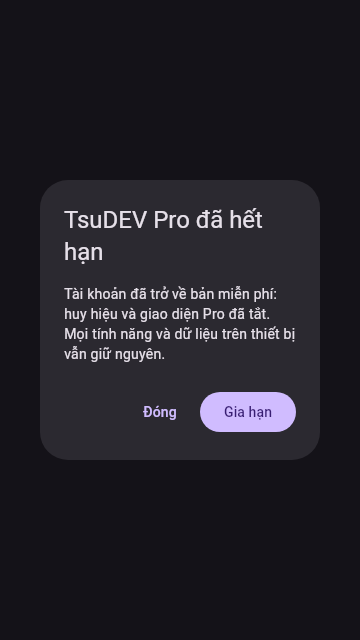 TsuDEV Pro đã hết
hạn
Tài khoản đã trở về bản miễn phí:
huy hiệu và giao diện Pro đã tắt.
Mọi tính năng và dữ liệu trên thiết bị
vẫn giữ nguyên.
Đóng
Gia hạn